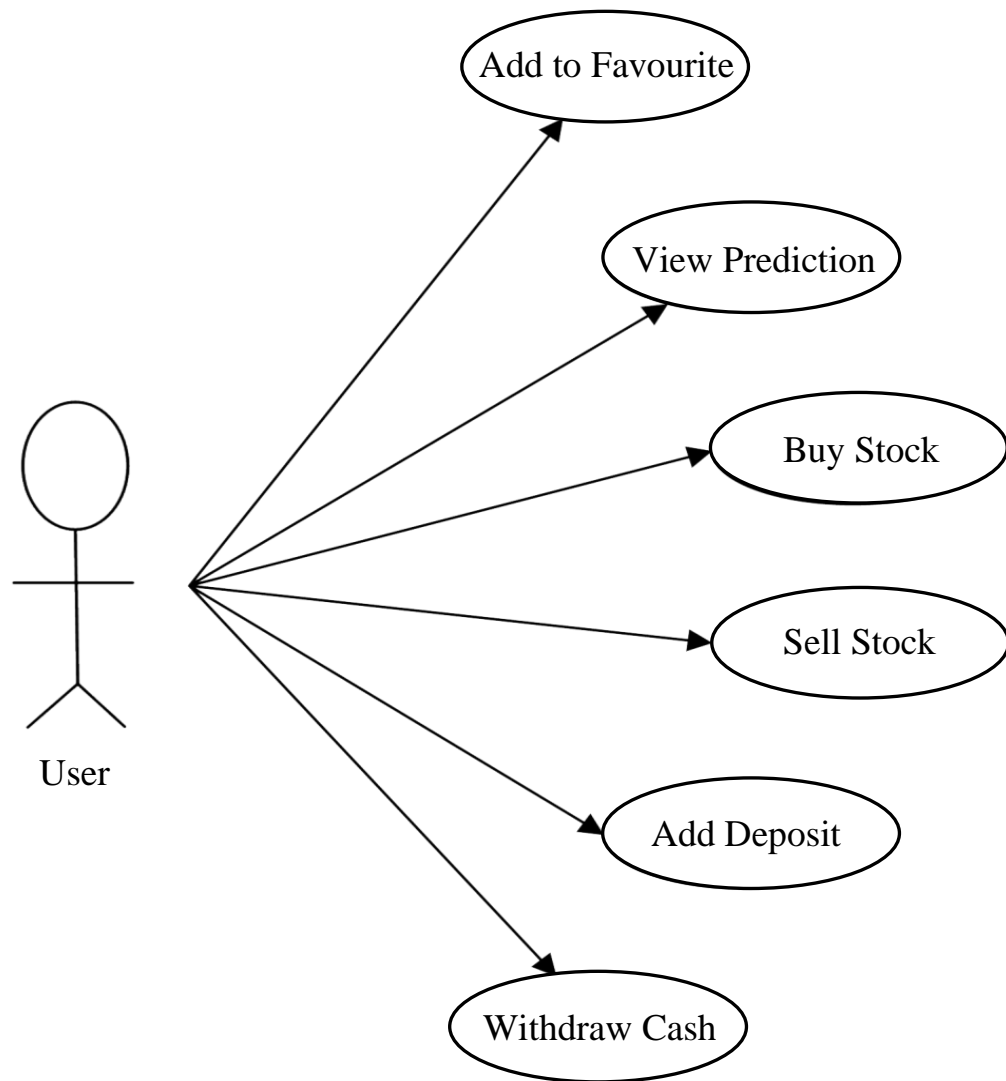 Add to Favourite
View Prediction
Buy Stock
Sell Stock
User
Add Deposit
Withdraw Cash